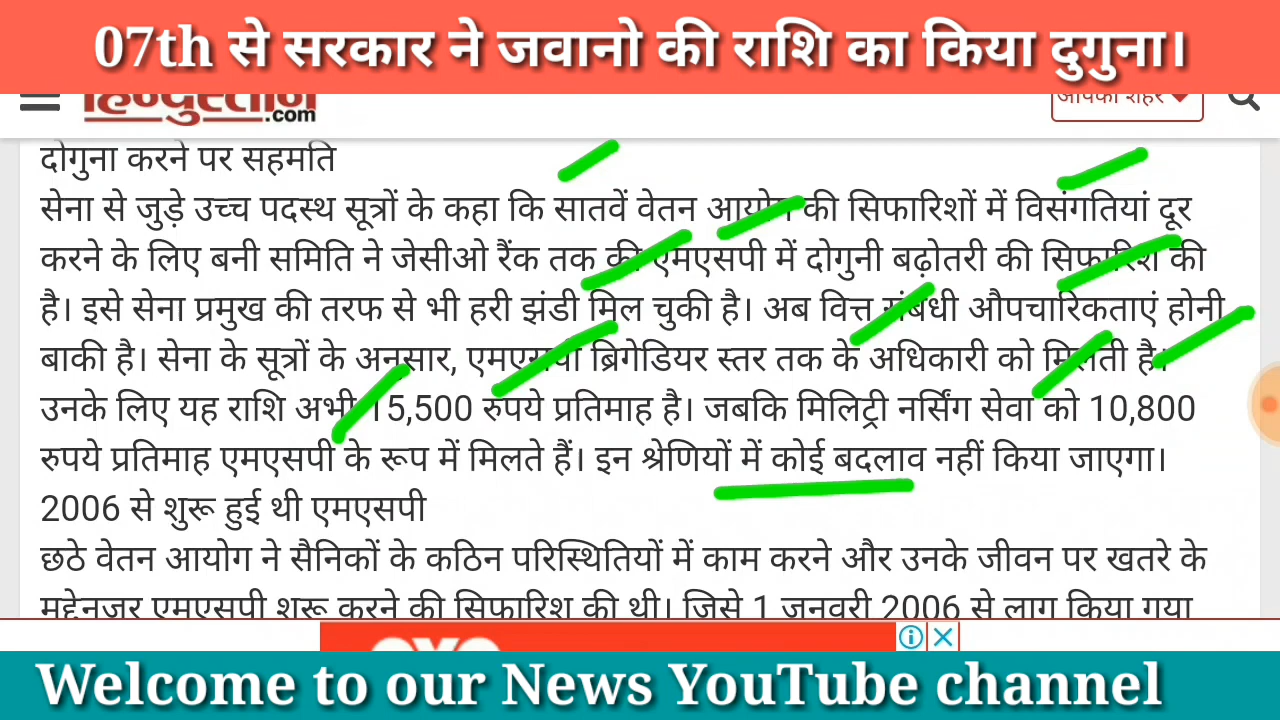 07th से सरकार ने जवानो की राशि का किया दुगुना।
हिन्दुस्तान
.com
आपका शहर
दोगुना करने पर सहमति
सेना से जुड़े उच्च पदस्थ सूत्रों के कहा कि सातवें वेतन आयोग की सिफारिशों में विसंगतियां दूर
करने के लिए बनी समिति ने जेसीओ रैंक तक की एमएसपी में दोगुनी बढ़ोतरी की सिफारिश की
है। इसे सेना प्रमुख की तरफ से भी हरी झंडी मिल चुकी है। अब वित्त संबंधी औपचारिकताएं होनी
बाकी है। सेना के सूत्रों के अनुसार, एमएसपी ब्रिगेडियर स्तर तक के अधिकारी को मिलती है।
उनके लिए यह राशि अभी 15,500 रुपये प्रतिमाह है। जबकि मिलिट्री नर्सिंग सेवा को 10,800
रुपये प्रतिमाह एमएसपी के रूप में मिलते हैं। इन श्रेणियों में कोई बदलाव नहीं किया जाएगा।
2006 से शुरू हुई थी एमएसपी
छठे वेतन आयोग ने सैनिकों के कठिन परिस्थितियों में काम करने और उनके जीवन पर खतरे के
मद्देनजर एमएसपी शुरू करने की सिफारिश की थी। जिसे 1 जनवरी 2006 से लागू किया गया
Welcome to our News YouTube channel